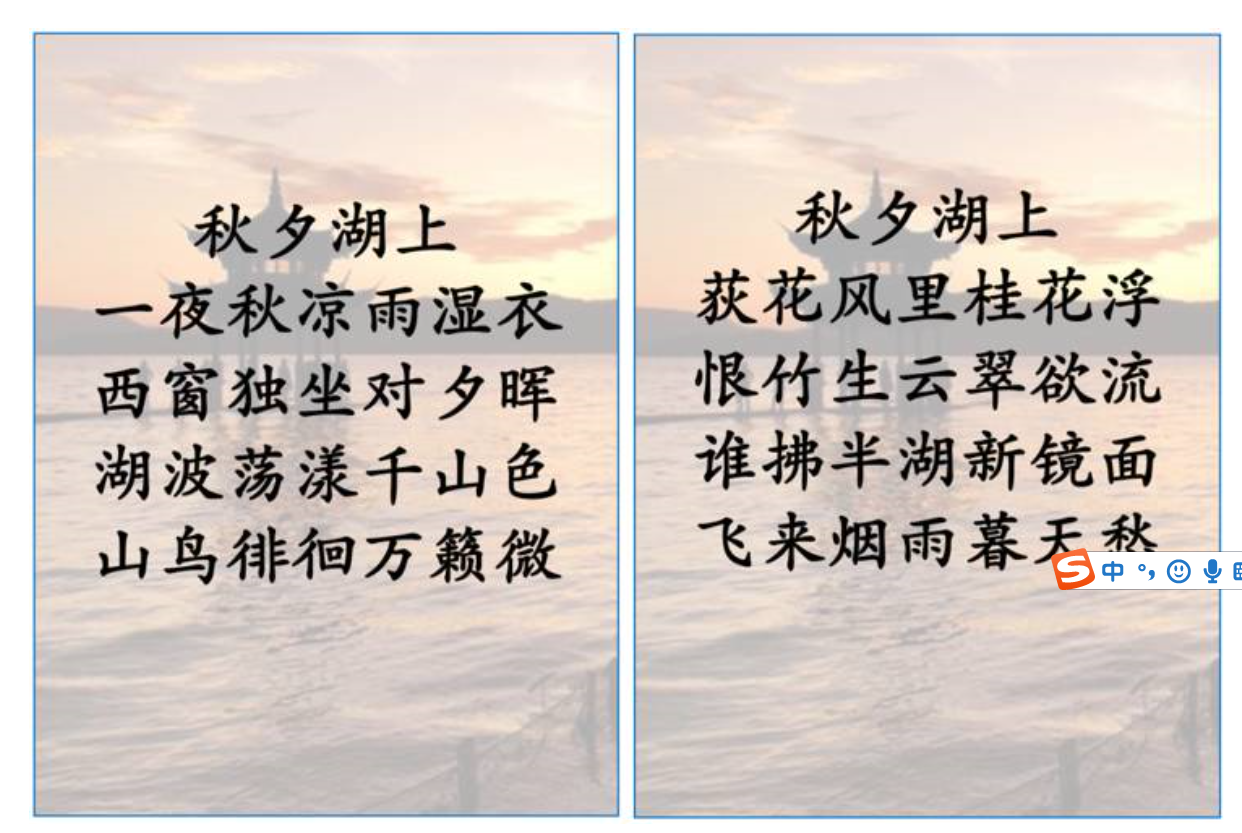 秋夕湖上
一夜秋凉雨湿衣
西窗独坐对夕晖
湖波荡漾千山色
山鸟徘徊万籁微
秋夕湖上
荻花风里桂花浮
恨竹生云翠欲流
谁拂半湖新镜面
飞来烟雨暮天愁
中